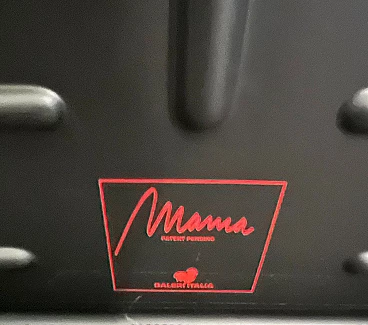 Mama
PATENT PENDING
BALERI ITALIA